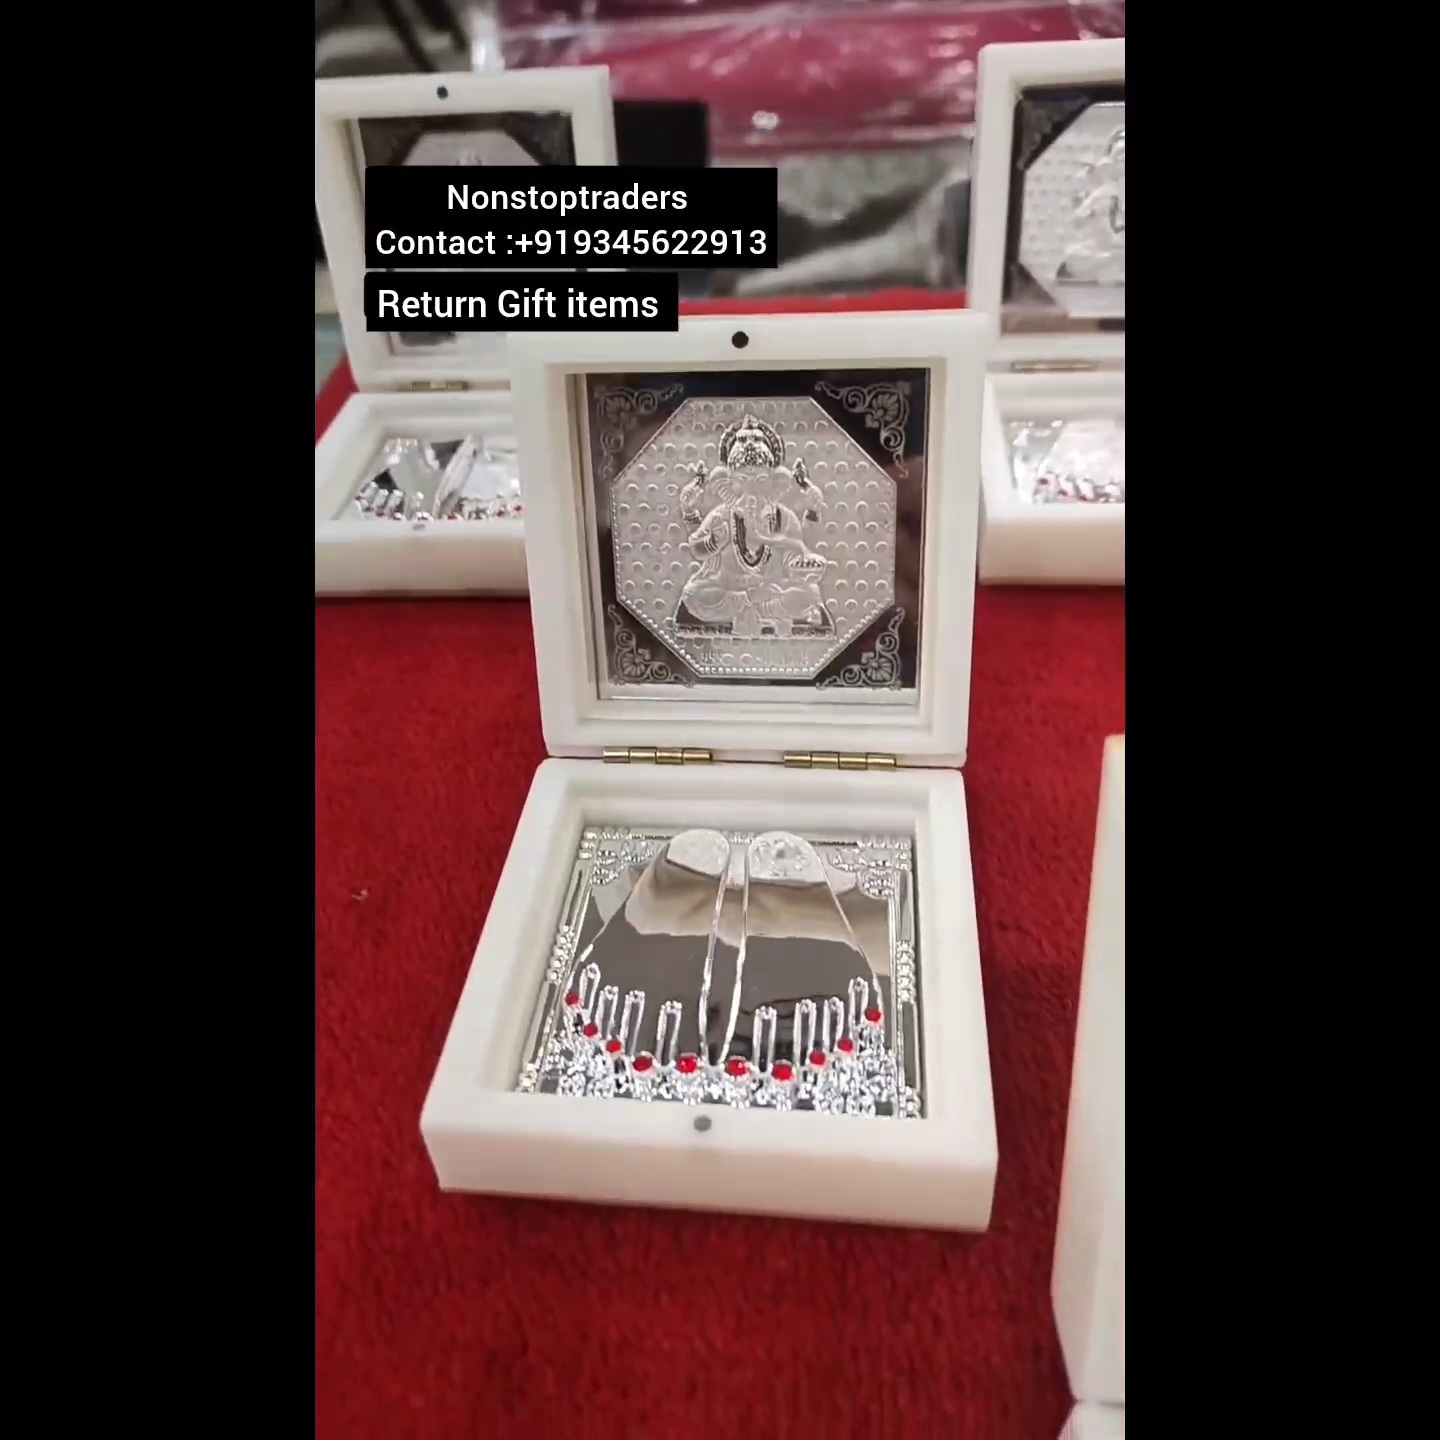 Nonstoptraders
Contact :+919345622913
Return Gift items